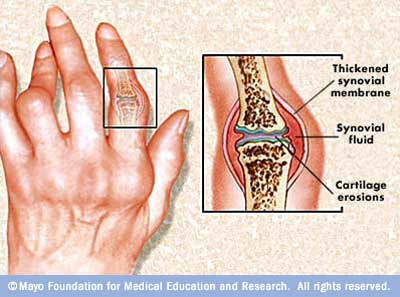 Thickened
synovial
membrane
Synovial
fluid
Cartilage
erosions
©Mayo Foundation for Medical Education and Research. All rights reserved.